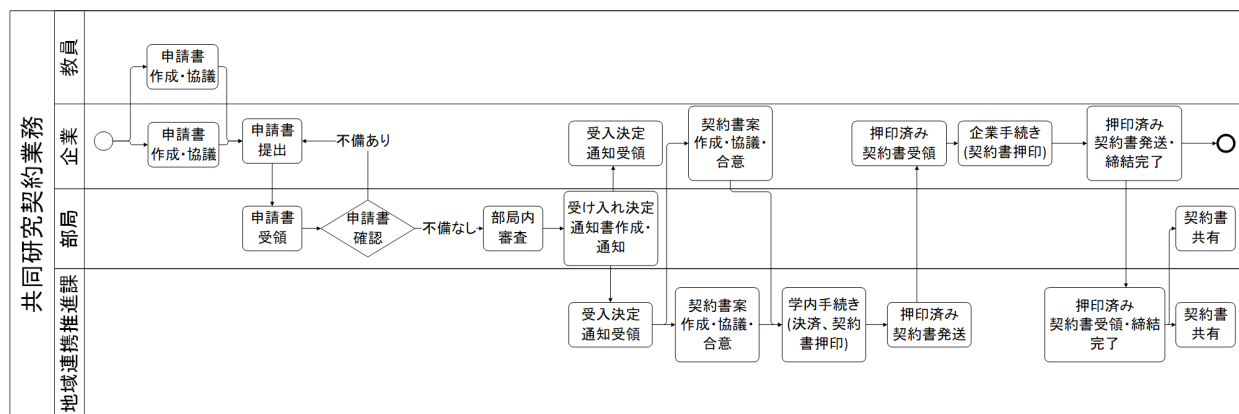 共同研究契約業務
教員
申請書
作成・協議
企業
申請書
作成・協議
申請書
提出
不備あり
受入決定
通知受領
契約書案
作成・協議・
合意
押印済み
契約書受領
企業手続き
(契約書押印)
押印済み
契約書発送・
締結完了
部局
申請書
受領
申請書
確認
不備なし
部局内
審査
受け入れ決定
通知書作成・
通知
契約書
共有
地域連携推進課
受入決定
通知受領
契約書案
作成・協議・
合意
学内手続き
(決済、契約
書押印)
押印済み
契約書発送
押印済み
契約書受領・締結
完了
契約書
共有